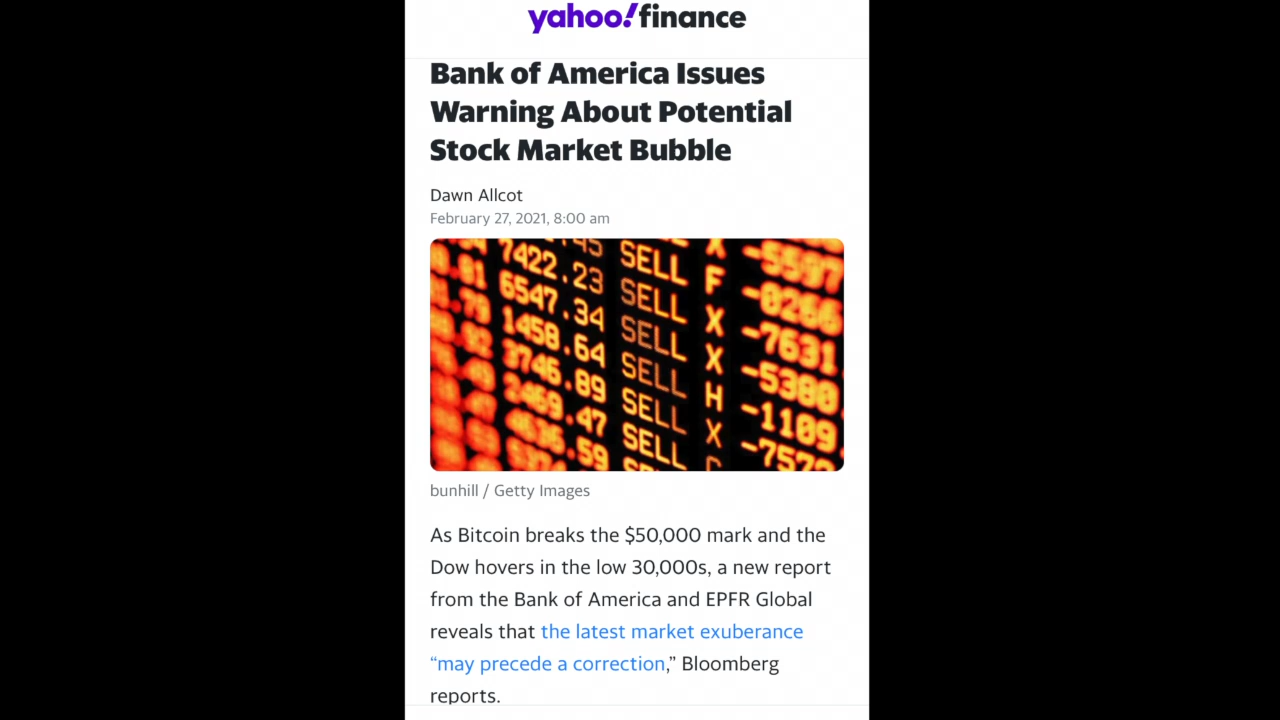 yahoo!finance
Bank of America Issues
Warning About Potential
Stock Market Bubble
Dawn Allcot
February 27, 2021, 8:00 am
7422.23 SELL F
6547.34 SELL X -7631
1458.64 SELL X -5380
3746.89 SELL H -1109
2469.47 SELL X
SELL
bunhill / Getty Images
As Bitcoin breaks the $50,000 mark and the
Dow hovers in the low 30,000s, a new report
from the Bank of America and EPFR Global
reveals that the latest market exuberance
“may precede a correction,” Bloomberg
reports.